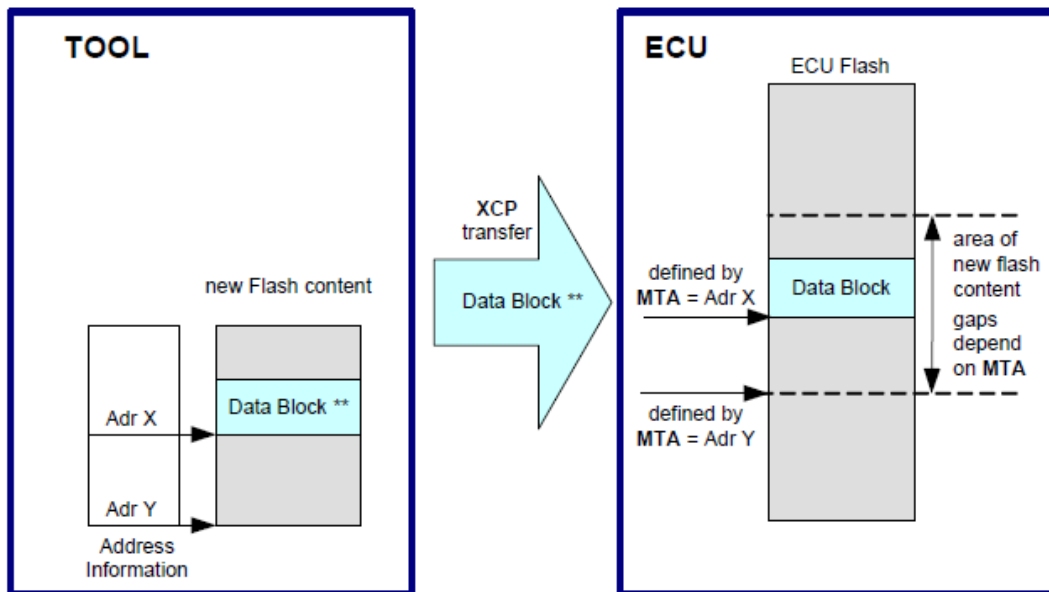 TOOL
new Flash content
Adr X
Data Block **
Adr Y
Address
Information
XCP
transfer
Data Block **
ECU
ECU Flash
defined by
MTA = Adr X
Data Block
defined by
MTA = Adr Y
area of
new flash
content
gaps
depend
on MTA